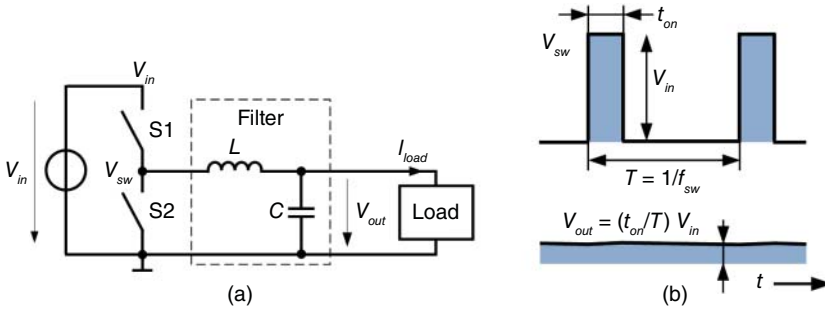 V_in
S1
Filter
L
V_in
V_sw
I_load
S2
C
V_out
Load
(a)
t_on
V_sw
V_in
T = 1/f_sw
V_out = (t_on/T) V_in
t
(b)